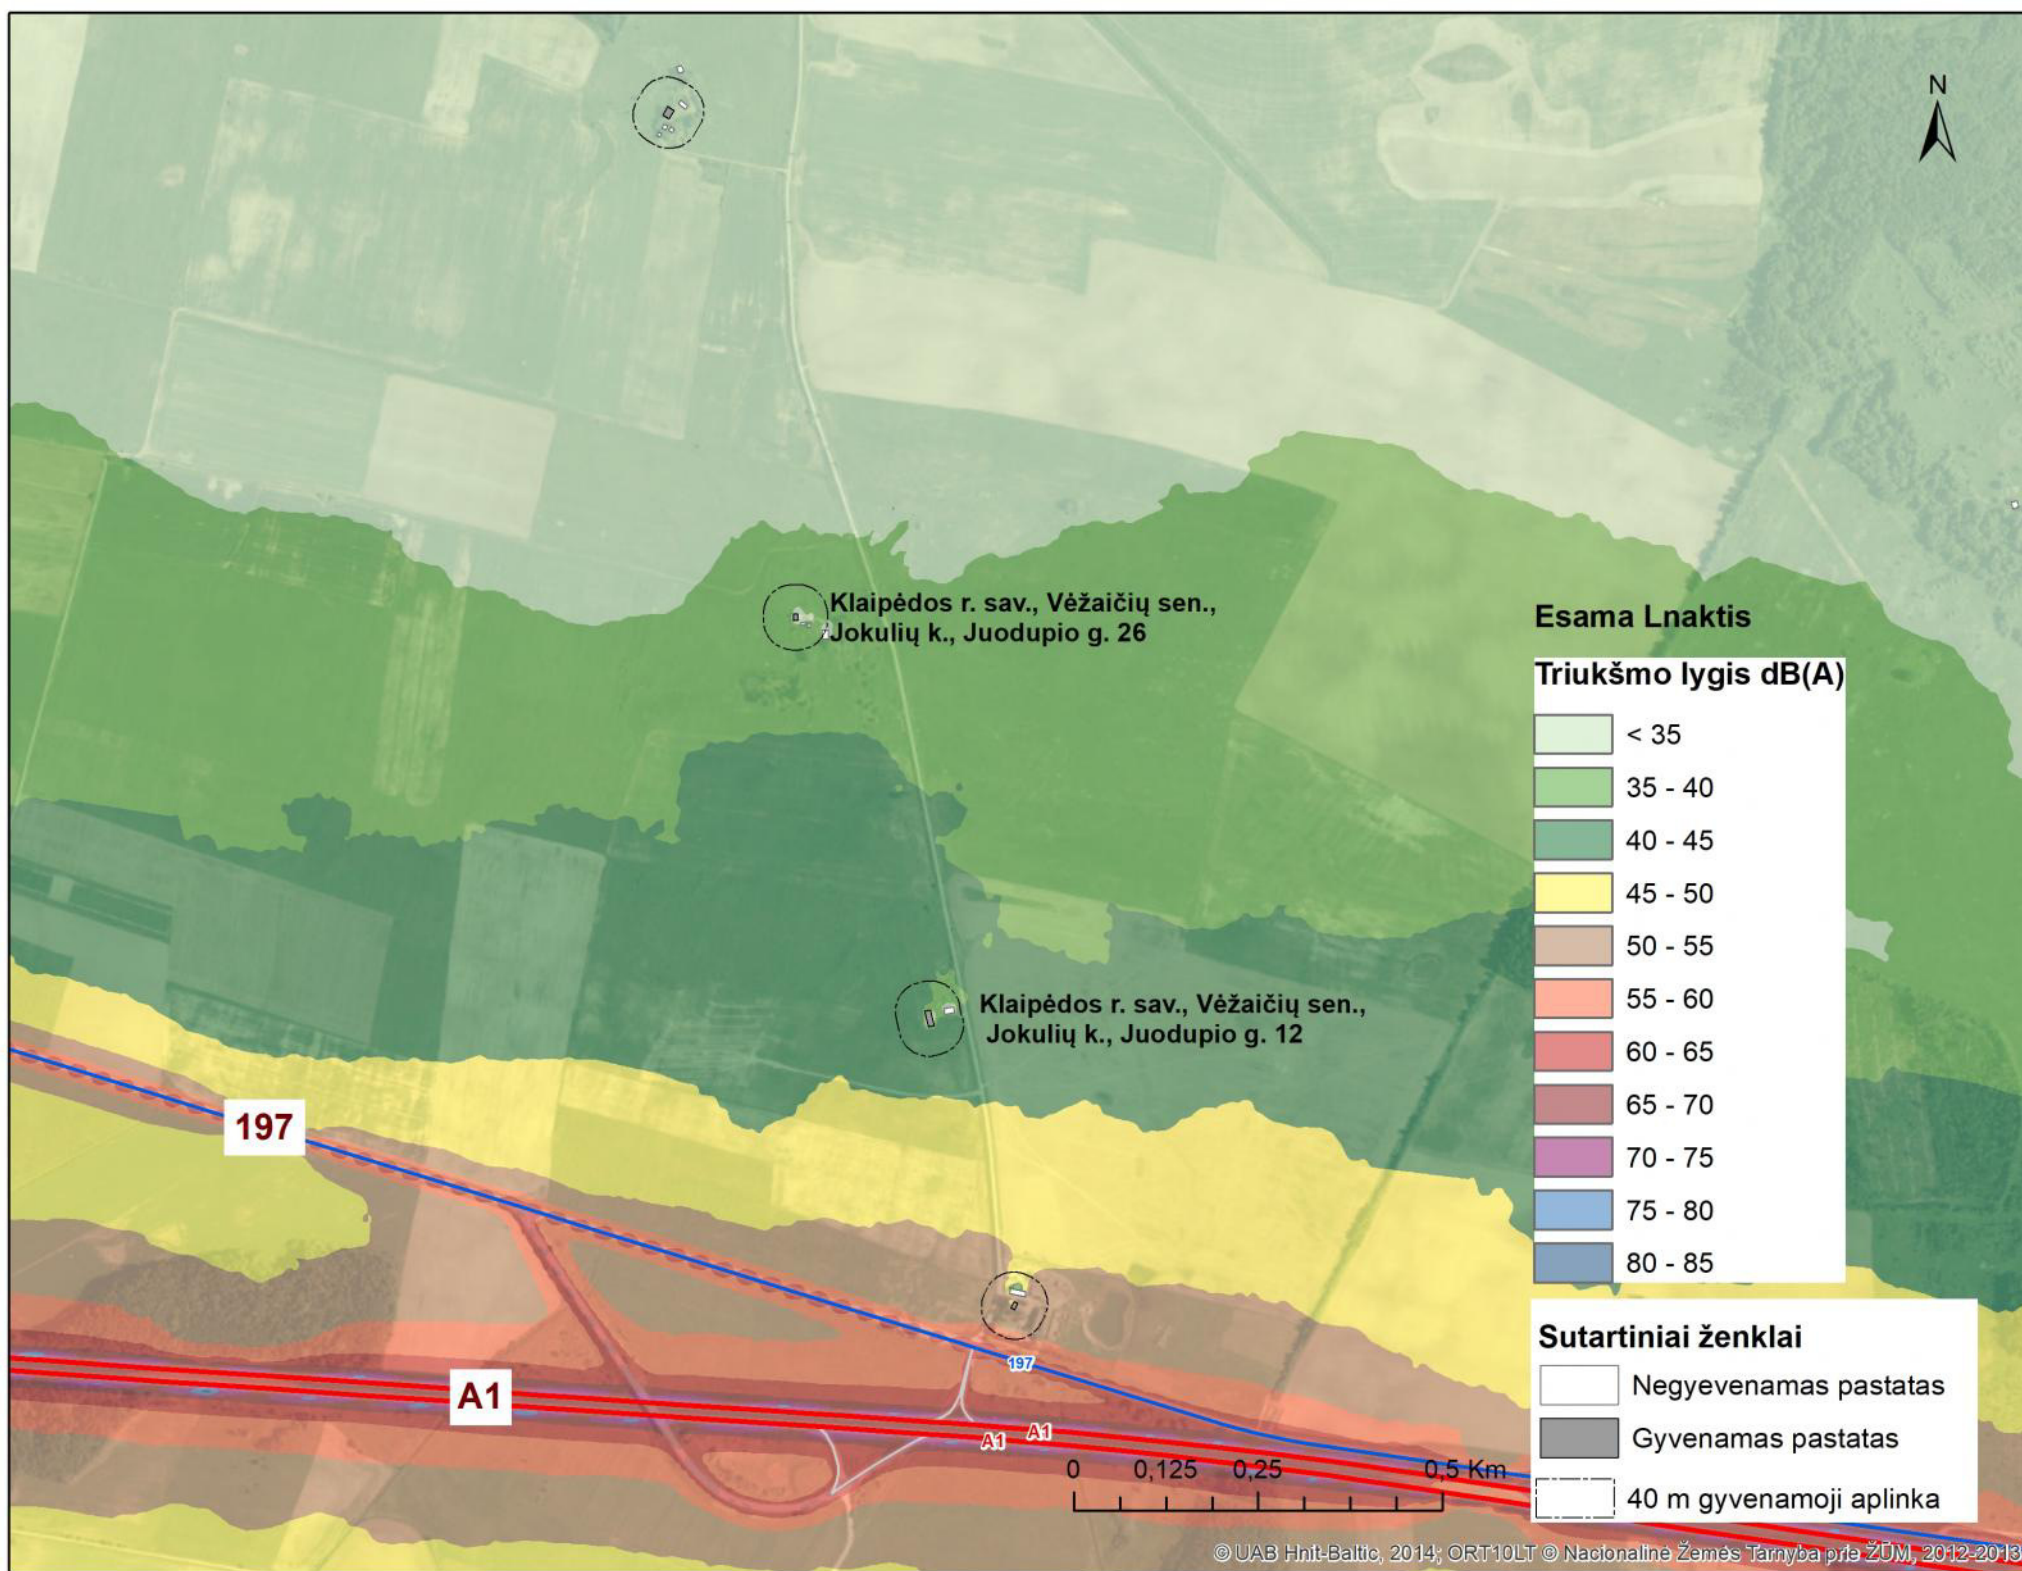 N
Klaipėdos r. sav., Vėžaičių sen.,
Jokulių k., Juodupio g. 26
Esama Lnaktis
Triukšmo lygis dB(A)
< 35
35 - 40
40 - 45
45 - 50
50 - 55
55 - 60
60 - 65
65 - 70
70 - 75
75 - 80
80 - 85
Klaipėdos r. sav., Vėžaičių sen.,
Jokulių k., Juodupio g. 12
197
197
A1
A1
A1
Sutartiniai ženklai
Negyevenamas pastatas
Gyvenamas pastatas
40 m gyvenamoji aplinka
0 0,125 0,25 0,5 Km
© UAB Hnit-Baltic, 2014; ORT10LT © Nacionalinė Žemės Tarnyba prie ŽŪM, 2012-2013